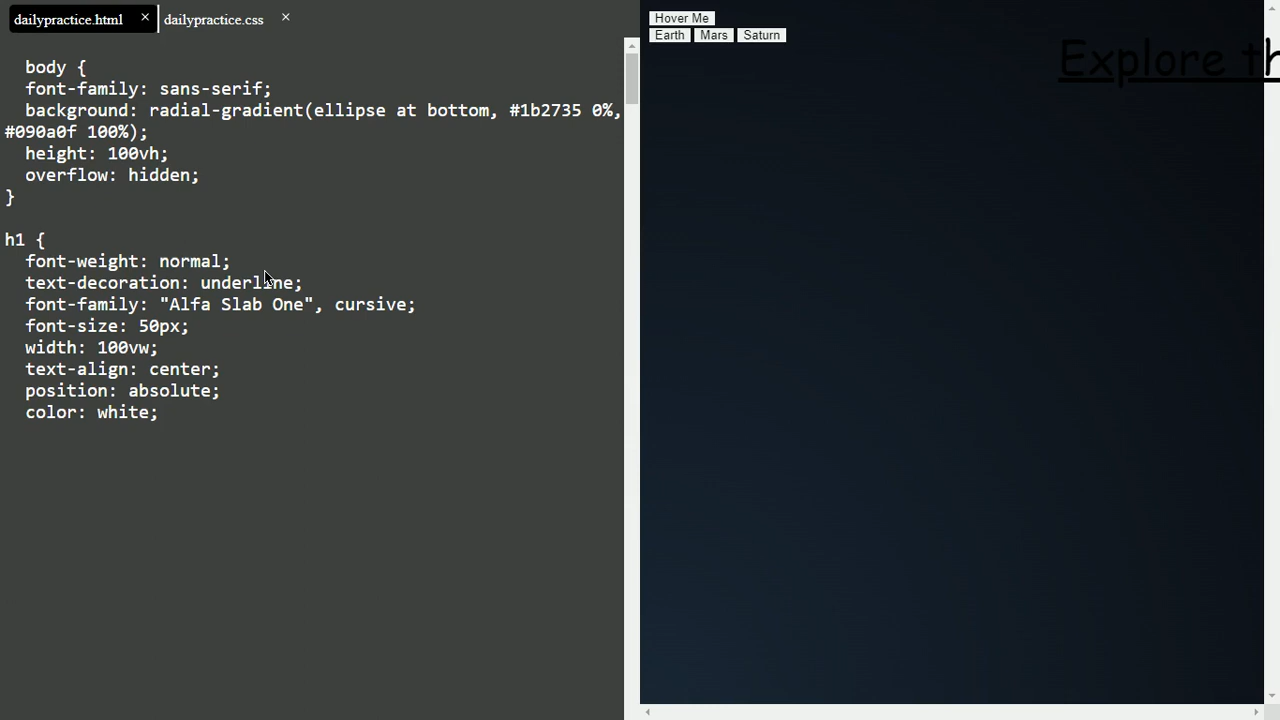 dailypractice.html × dailypractice.css ×
body {
font-family: sans-serif;
background: radial-gradient(ellipse at bottom, #1b2735 0%,
#090a0f 100%);
height: 100vh;
overflow: hidden;
}
h1 {
font-weight: normal;
text-decoration: underline;
font-family: "Alfa Slab One", cursive;
font-size: 50px;
width: 100vw;
text-align: center;
position: absolute;
color: white;
Hover Me
Earth Mars Saturn
Explore th